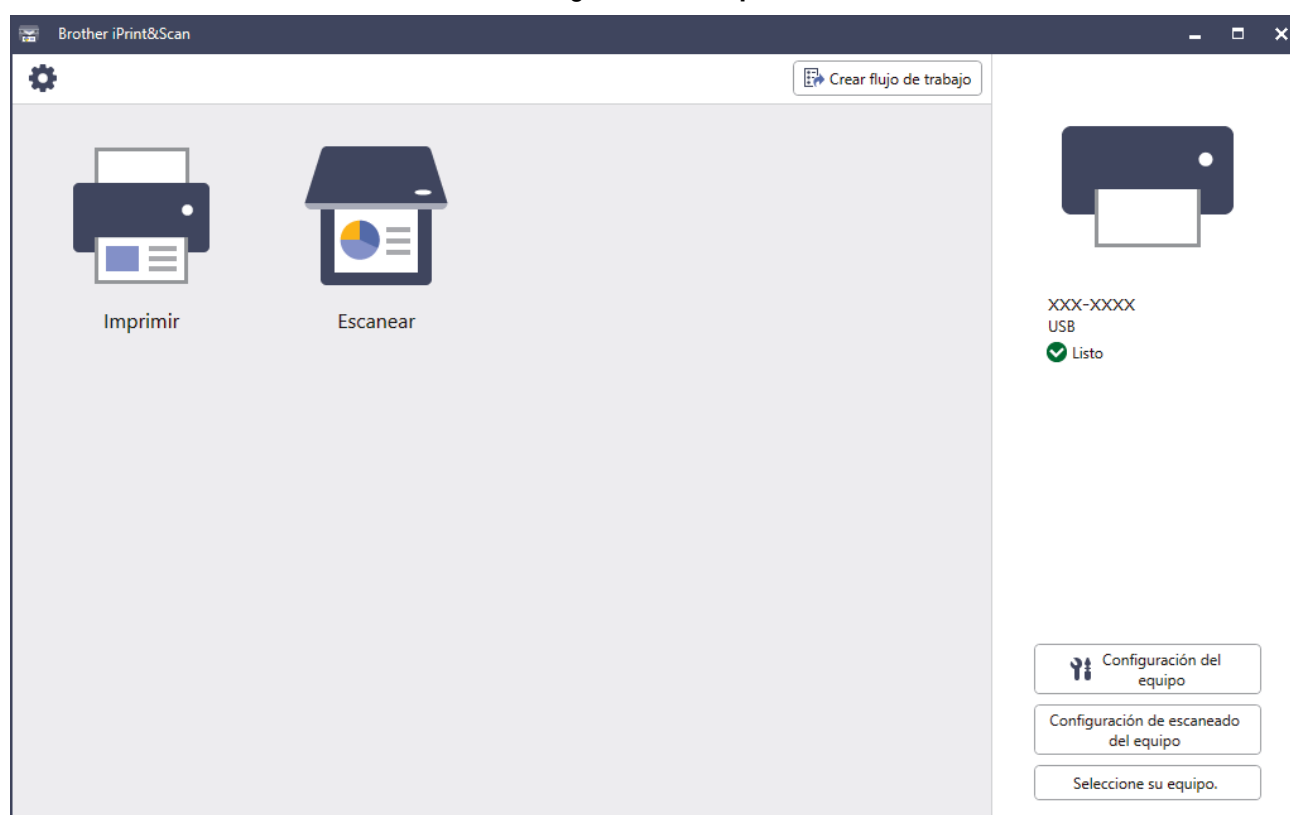 Brother iPrint&Scan
Crear flujo de trabajo
Imprimir
Escanear
XXX-XXXX
USB
Listo
Configuración del
equipo
Configuración de escaneado
del equipo
Seleccione su equipo.